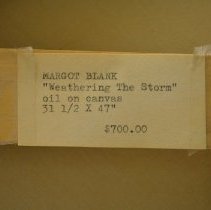 MARGOT BLANK
"Weathering The Storm"
oil on canvas
31 1/2 X 47"
$700.00